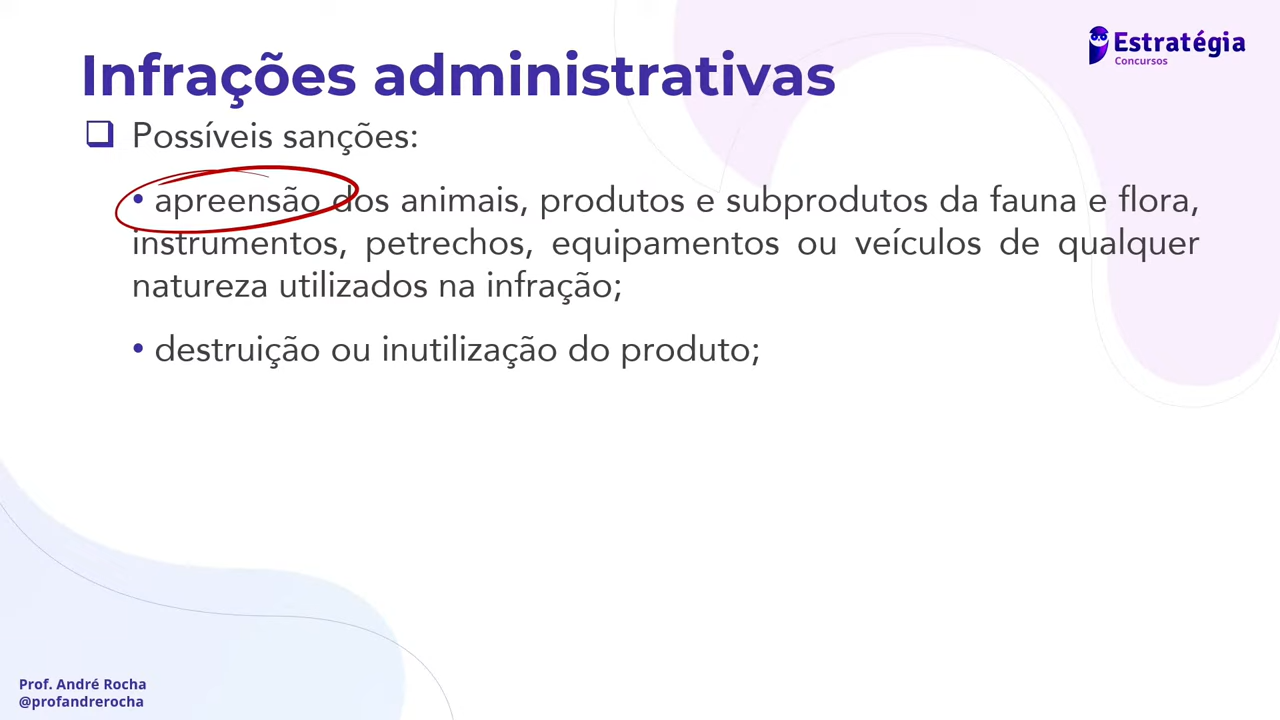 Estratégia
Concursos
Infrações administrativas
❑ Possíveis sanções:
• apreensão dos animais, produtos e subprodutos da fauna e flora,
instrumentos, petrechos, equipamentos ou veículos de qualquer
natureza utilizados na infração;
• destruição ou inutilização do produto;
Prof. André Rocha
@profandrerocha